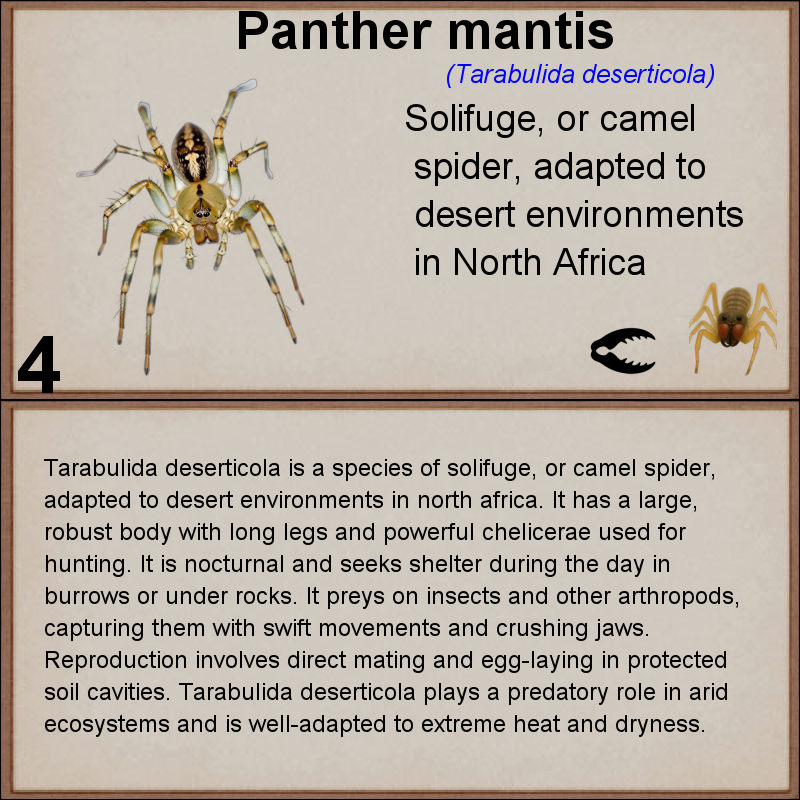 Panther mantis
(Tarabulida deserticola)
Solifuge, or camel
spider, adapted to
desert environments
in North Africa
4
Tarabulida deserticola is a species of solifuge, or camel spider,
adapted to desert environments in north africa. It has a large,
robust body with long legs and powerful chelicerae used for
hunting. It is nocturnal and seeks shelter during the day in
burrows or under rocks. It preys on insects and other arthropods,
capturing them with swift movements and crushing jaws.
Reproduction involves direct mating and egg-laying in protected
soil cavities. Tarabulida deserticola plays a predatory role in arid
ecosystems and is well-adapted to extreme heat and dryness.